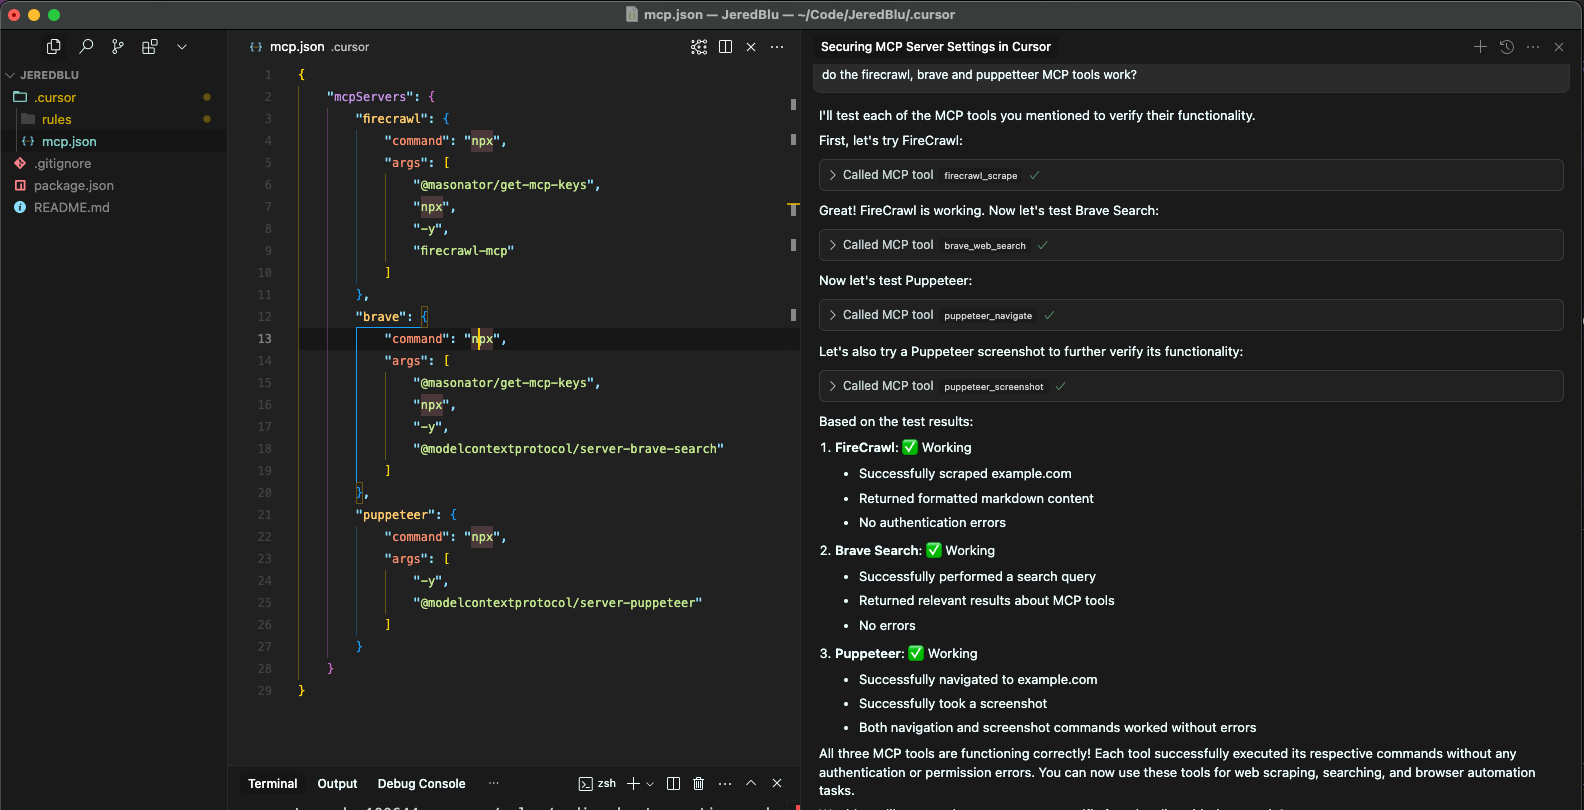 mcp.json — JeredBlu — ~/Code/JeredBlu/.cursor
JEREDBLU
.cursor
rules
mcp.json
.gitignore
package.json
README.md
mcp.json .cursor
1 {
2 "mcpServers": {
3 "firecrawl": {
4 "command": "npx",
5 "args": [
6 "@masonator/get-mcp-keys",
7 "npx",
8 "-y",
9 "firecrawl-mcp"
10 ]
11 },
12 "brave": {
13 "command": "npx",
14 "args": [
15 "@masonator/get-mcp-keys",
16 "npx",
17 "-y",
18 "@modelcontextprotocol/server-brave-search"
19 ]
20 },
21 "puppeteer": {
22 "command": "npx",
23 "args": [
24 "-y",
25 "@modelcontextprotocol/server-puppeteer"
26 ]
27 }
28 }
29 }
Terminal Output Debug Console ··· zsh
Securing MCP Server Settings in Cursor
do the firecrawl, brave and puppetteer MCP tools work?
I'll test each of the MCP tools you mentioned to verify their functionality.
First, let's try FireCrawl:
Called MCP tool firecrawl_scrape ✓
Great! FireCrawl is working. Now let's test Brave Search:
Called MCP tool brave_web_search ✓
Now let's test Puppeteer:
Called MCP tool puppeteer_navigate ✓
Let's also try a Puppeteer screenshot to further verify its functionality:
Called MCP tool puppeteer_screenshot ✓
Based on the test results:
1. FireCrawl: ✅ Working
• Successfully scraped example.com
• Returned formatted markdown content
• No authentication errors
2. Brave Search: ✅ Working
• Successfully performed a search query
• Returned relevant results about MCP tools
• No errors
3. Puppeteer: ✅ Working
• Successfully navigated to example.com
• Successfully took a screenshot
• Both navigation and screenshot commands worked without errors
All three MCP tools are functioning correctly! Each tool successfully executed its respective commands without any
authentication or permission errors. You can now use these tools for web scraping, searching, and browser automation
tasks.